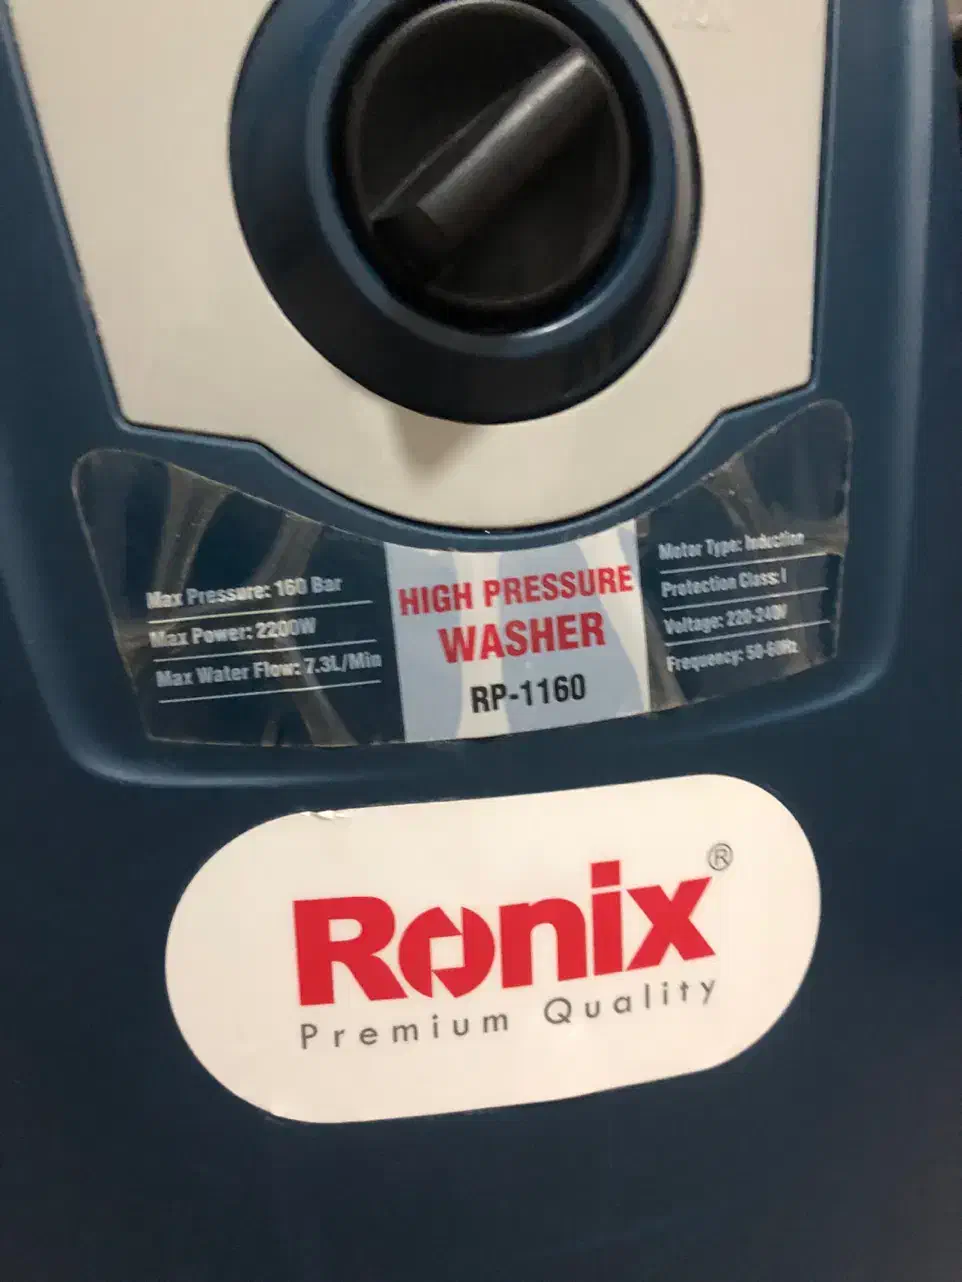 Max Pressure: 160 Bar
Max Power: 2200W
Max Water Flow: 7.3L/Min
HIGH PRESSURE
WASHER
RP-1160
Motor Type: Induction
Protection Class: I
Voltage: 220-240V
Frequency: 50-60Hz
Ronix®
Premium Quality